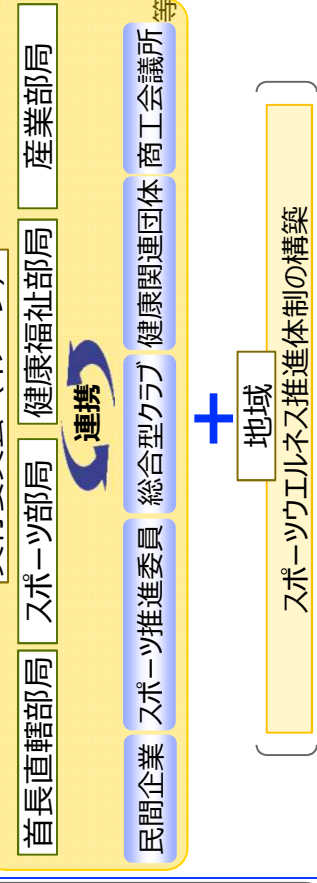 首長直轄部局 スポーツ部局 健康福祉部局 産業部局
連携
民間企業 スポーツ推進委員 総合型クラブ 健康関連団体 商工会議所 等
+
地域
スポーツウエルネス推進体制の構築